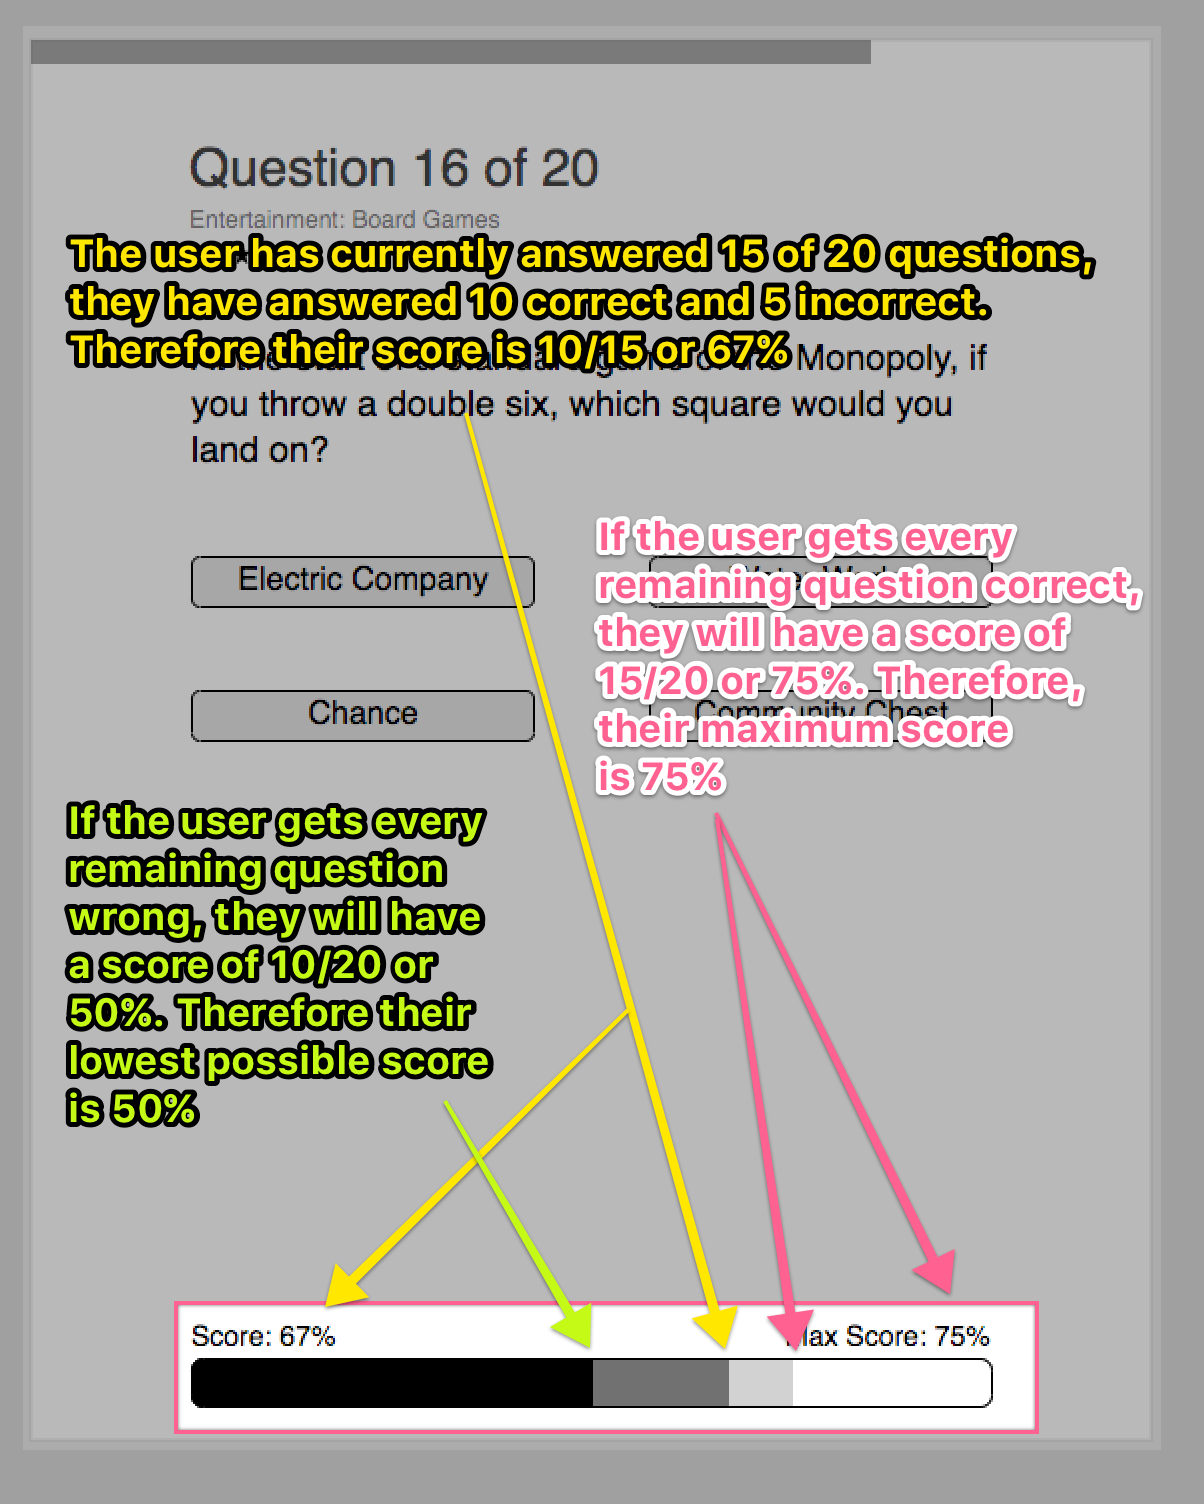 Question 16 of 20
Entertainment: Board Games
The user has currently answered 15 of 20 questions,
they have answered 10 correct and 5 incorrect.
Therefore their score is 10/15 or 67%
Monopoly, if
you throw a double six, which square would you
land on?
If the user gets every
remaining question correct,
they will have a score of
15/20 or 75%. Therefore,
their maximum score
is 75%
Electric Company
Chance
Community Chest
If the user gets every
remaining question
wrong, they will have
a score of 10/20 or
50%. Therefore their
lowest possible score
is 50%
Score: 67%
Max Score: 75%